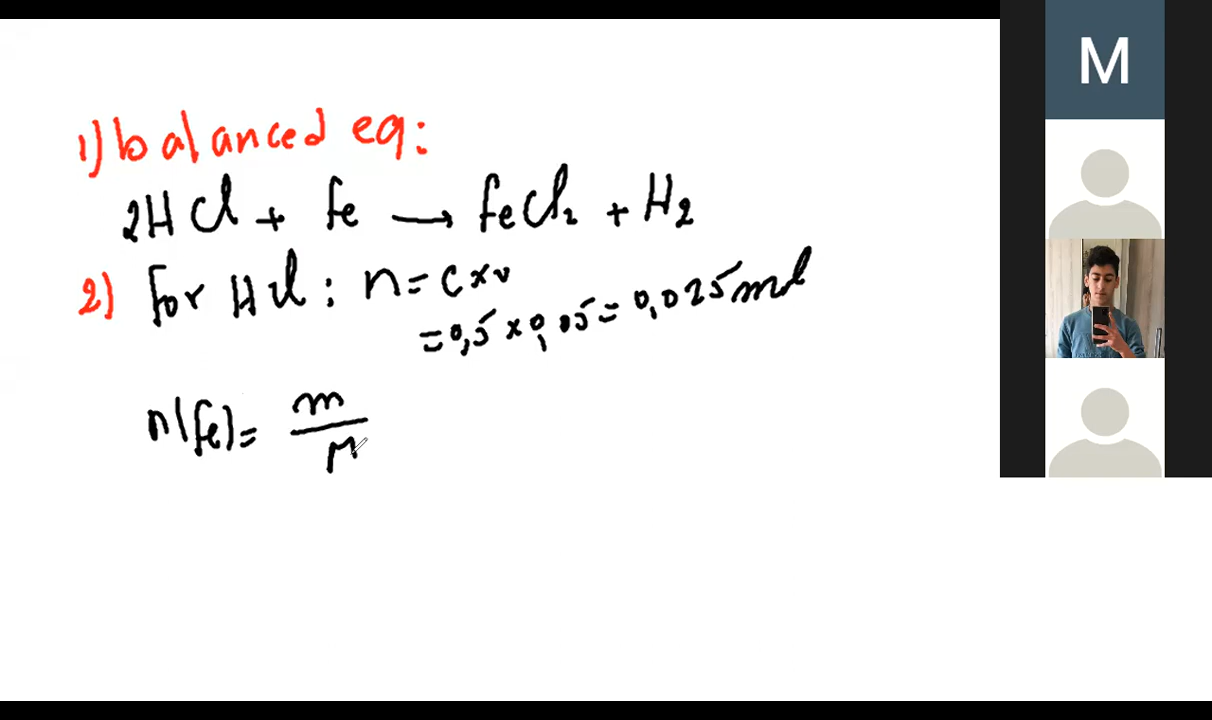 1) balanced eq:
2HCl + Fe → FeCl₂ + H₂
2) For HCl : n = C×v
= 0,5 × 0,05 = 0,025 mol
n(Fe) = m/M
M